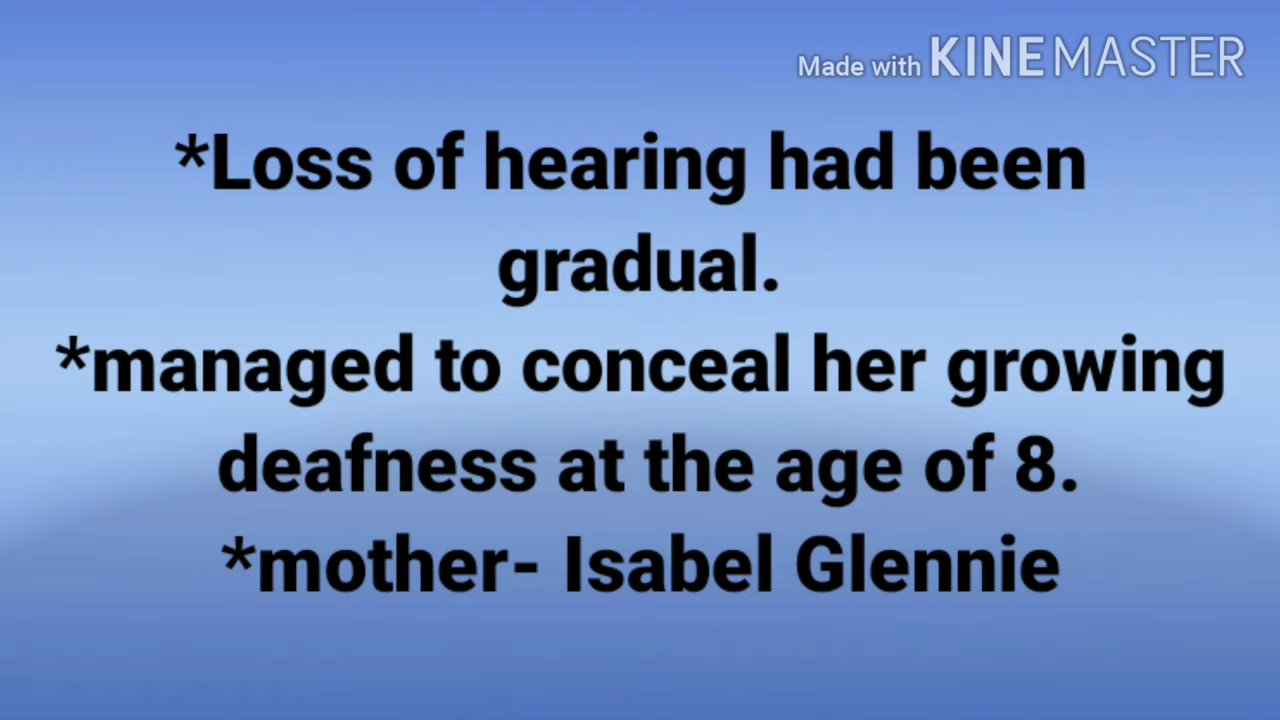 Made with KINEMASTER
*Loss of hearing had been
gradual.
*managed to conceal her growing
deafness at the age of 8.
*mother- Isabel Glennie